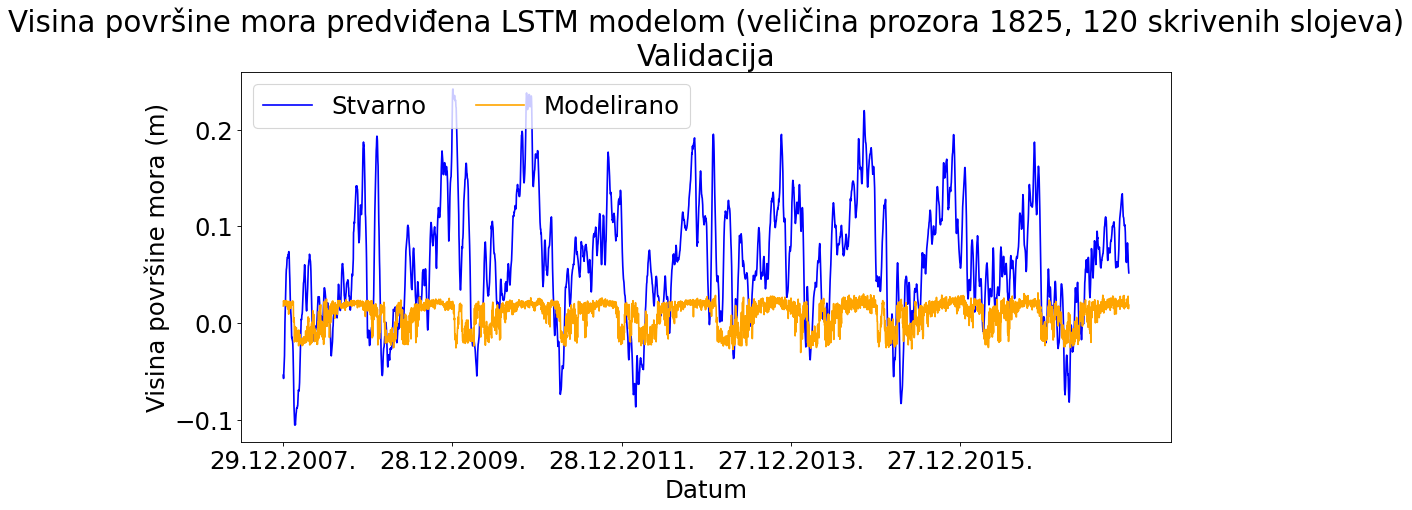 Visina površine mora predviđena LSTM modelom (veličina prozora 1825, 120 skrivenih slojeva)
Validacija
Stvarno Modelirano
Visina površine mora (m)
0.2
0.1
0.0
−0.1
29.12.2007. 28.12.2009. 28.12.2011. 27.12.2013. 27.12.2015.
Datum